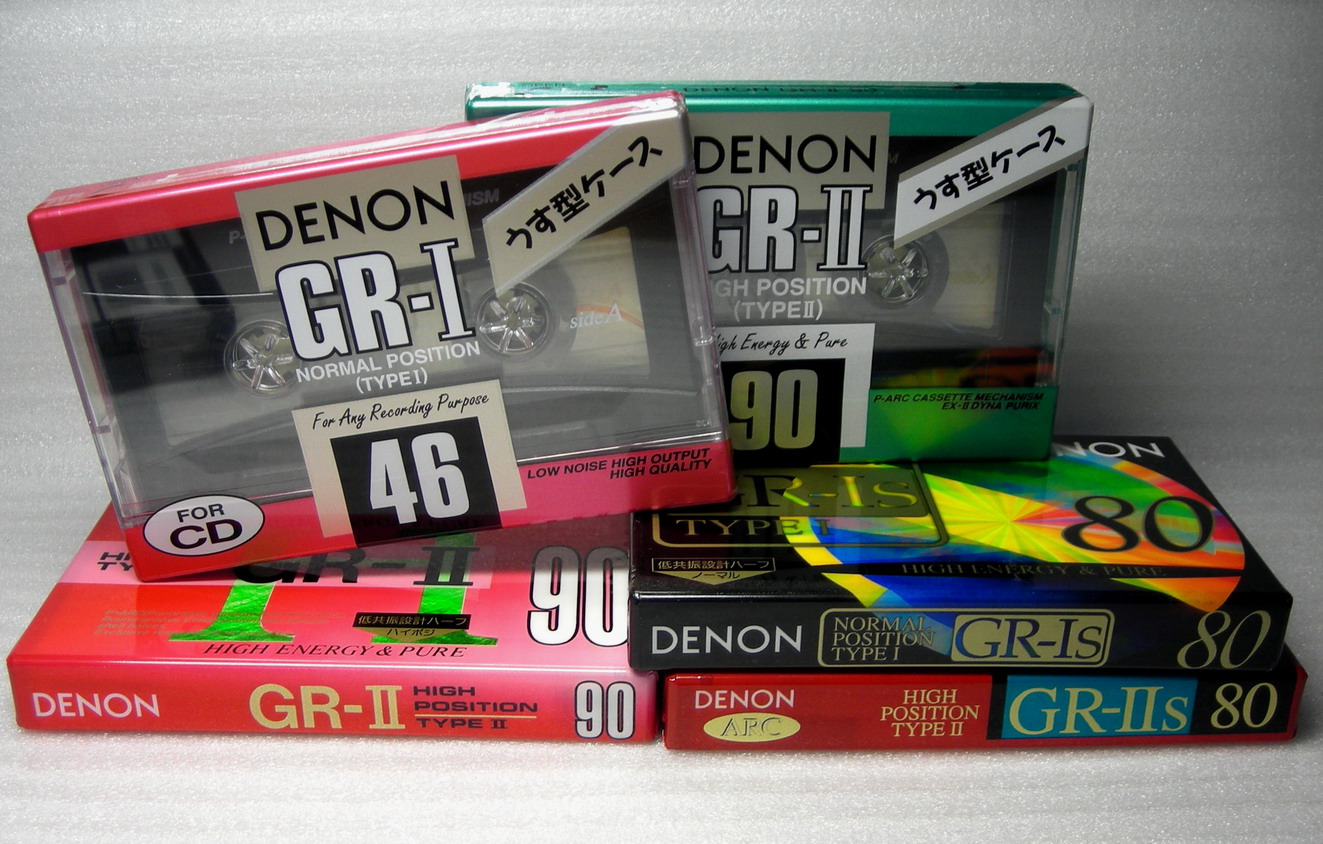 DENON
GR-I
NORMAL POSITION
(TYPE I)
うす型ケース
side A
For Any Recording Purpose
46
LOW NOISE HIGH OUTPUT
HIGH QUALITY
FOR
CD
DENON
GR-II
HIGH POSITION
(TYPE II)
うす型ケース
High Energy & Pure
90
P-ARC CASSETTE MECHANISM
EX-II DYNA PURIX
GR-II
90
低共振設計ハーフ
ハイポジ
HIGH ENERGY & PURE
DENON
GR-II
HIGH
POSITION
TYPE II
90
DENON
GR-Is
TYPE I
80
低共振設計ハーフ
ノーマル
HIGH ENERGY & PURE
DENON
NORMAL
POSITION
TYPE I
GR-Is
80
DENON
ARC
HIGH
POSITION
TYPE II
GR-IIs
80